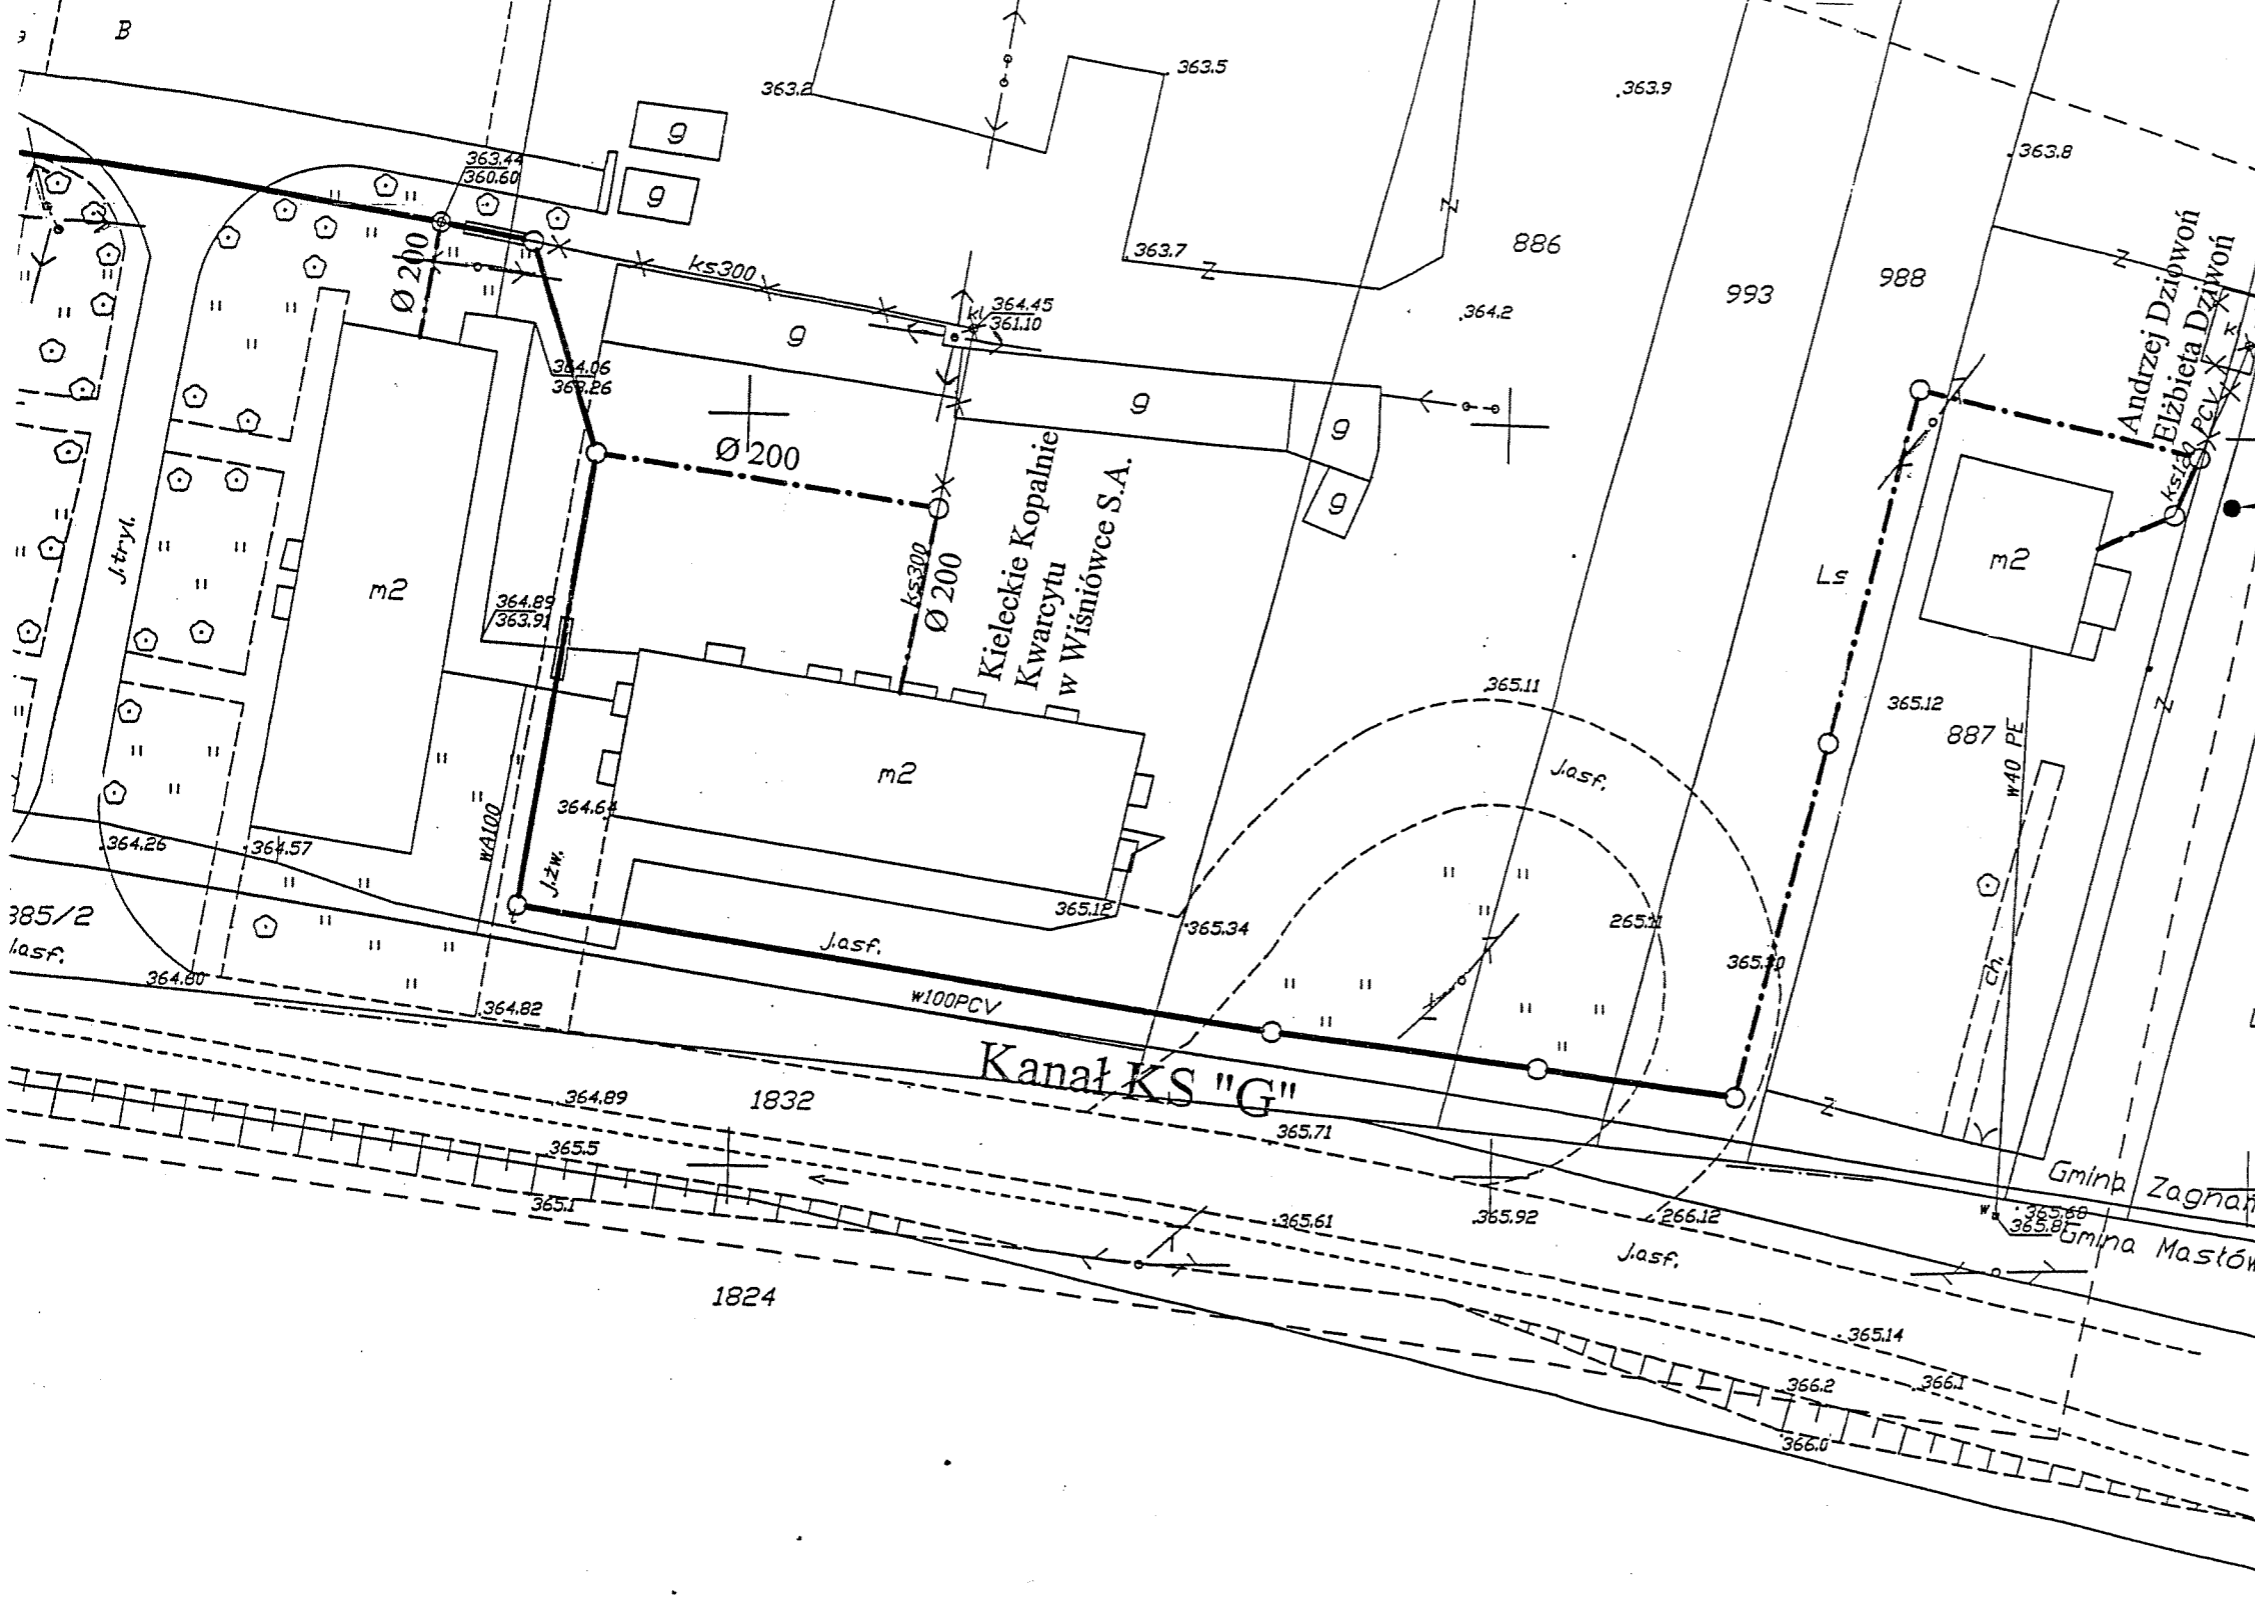 B
363.2
363.5
363.9
363.8
g
g
363.44
360.60
Ø 200
ks300
363.7
886
993
988
364.45
361.10
kl
364.2
g
g
g
g
Andrzej Dziowoń
Elżbieta Dziwoń
364.06
363.26
Ø 200
Kieleckie Kopalnie
Kwarcytu
w Wiśniówce S.A.
ks300
Ø 200
J.tryl.
m2
364.89
363.91
Ls
m2
365.11
365.12
887
w40 PE
J.asf.
m2
wA100
364.64
J.żw.
364.26
364.57
385/2
J.asf.
364.80
364.82
J.asf.
w100PCV
365.12
365.34
265.11
365.30
ch.
Kanał KS "G"
364.89
1832
365.71
365.5
365.1
365.61
365.92
266.12
J.asf.
Gmina Zagnań
365.68
365.81
w
Gmina Masłów
1824
365.14
366.2
366.1
366.0